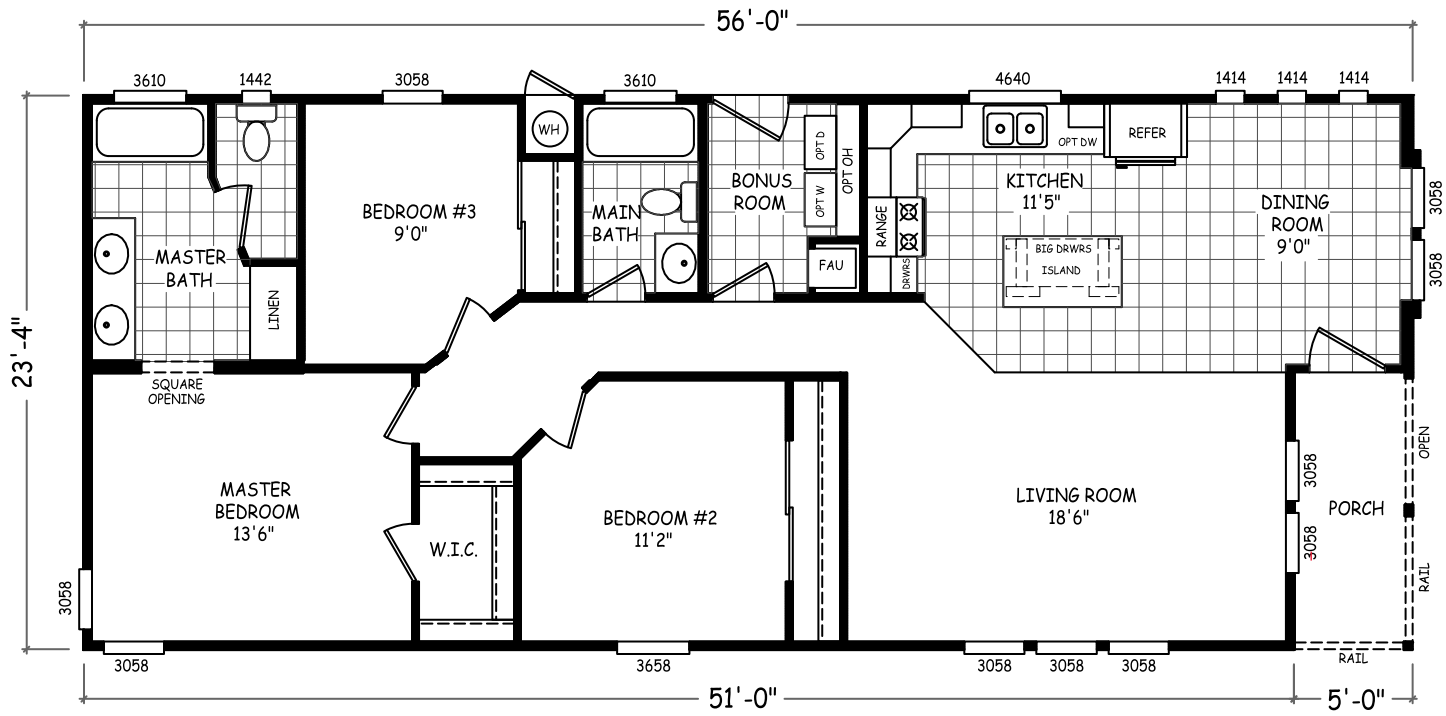 56'-0"
3610
1442
3058
3610
4640
1414
1414
1414
WH
OPT D
OPT W
OPT OH
OPT DW
REFER
BONUS
ROOM
KITCHEN
11'5"
BEDROOM #3
9'0"
MAIN
BATH
RANGE
DINING
ROOM
9'0"
3058
3058
MASTER
BATH
LINEN
FAU
DRWRS
BIG DRWRS
ISLAND
23'-4"
SQUARE
OPENING
MASTER
BEDROOM
13'6"
W.I.C.
BEDROOM #2
11'2"
LIVING ROOM
18'6"
3058
3058
PORCH
OPEN
RAIL
3058
3058
3658
3058
3058
3058
RAIL
51'-0"
5'-0"